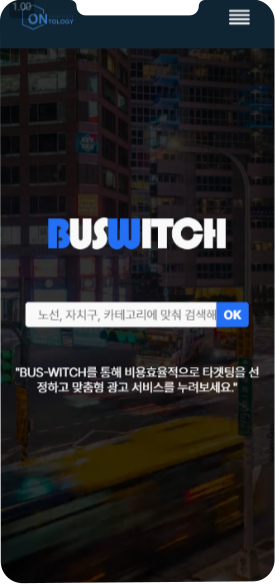 1.00
ONTOLOGY
BUSWITCH
노선, 자치구, 카테고리에 맞춰 검색해
OK
"BUS-WITCH를 통해 비용효율적으로 타겟팅을 선
정하고 맞춤형 광고 서비스를 누려보세요."